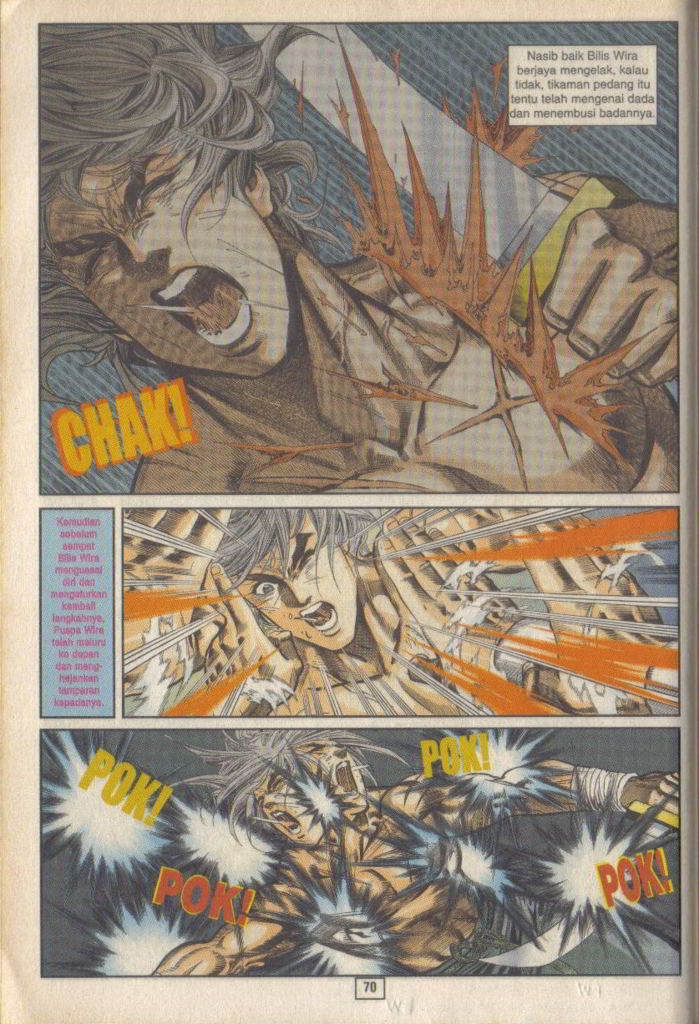 Nasib baik Bilis Wira
berjaya mengelak, kalau
tidak, tikaman pedang itu
tentu telah mengenai dada
dan menembusi badannya.
CHAK!
Kemudian
sebelum
sempat
Bilis Wira
menguasai
diri dan
mengaturkan
kembali
langkahnya,
Puspa Wira
telah meluru
ke depan
dan meng-
hejankan
tamparan
kepadanya.
POK!
POK!
POK!
POK!
70